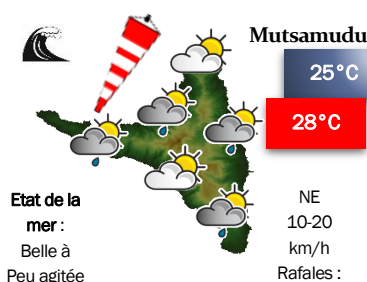 Mutsamudu
25°C
28°C
Etat de la
mer :
Belle à
Peu agitée
NE
10-20
km/h
Rafales :